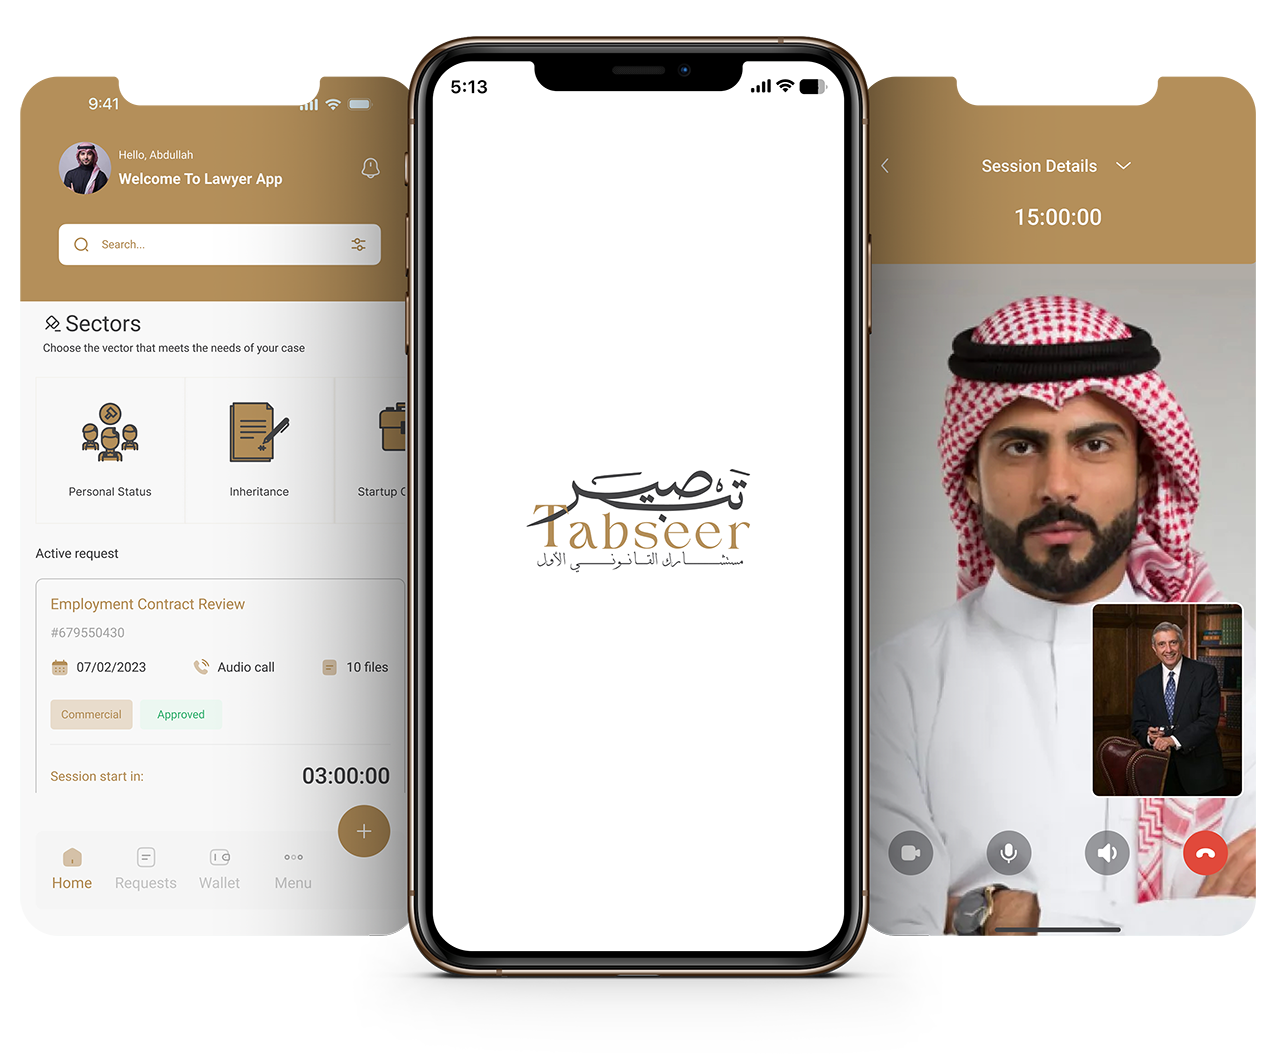 9:41
Hello, Abdullah
Welcome To Lawyer App
Search...
Sectors
Choose the vector that meets the needs of your case
Personal Status
Inheritance
Startup C
Active request
Employment Contract Review
#679550430
07/02/2023
Audio call
10 files
Commercial
Approved
Session start in:
03:00:00
Home
Requests
Wallet
Menu
5:13
تبصير
Tabseer
مستشارك القانوني الأول
Session Details
15:00:00